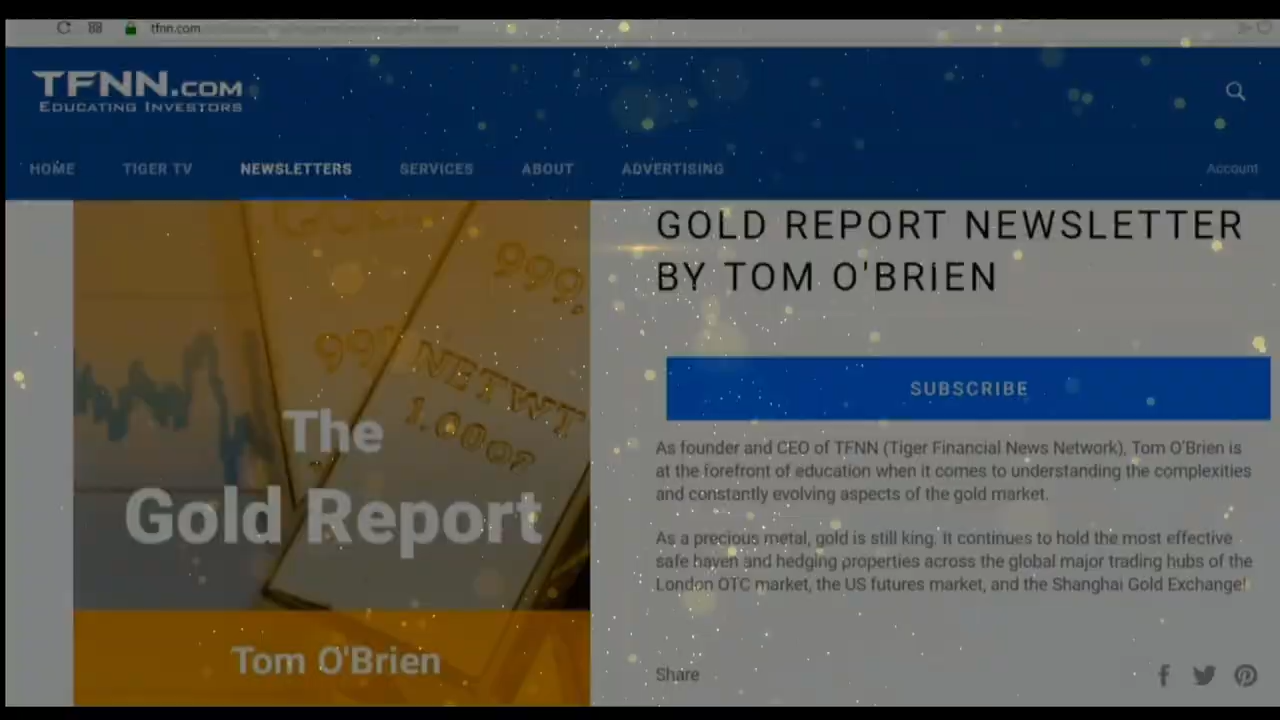 tfnn.com
TFNN.COM
EDUCATING INVESTORS
HOME TIGER TV NEWSLETTERS SERVICES ABOUT ADVERTISING Account
GOLD REPORT NEWSLETTER
BY TOM O'BRIEN
SUBSCRIBE
As founder and CEO of TFNN (Tiger Financial News Network), Tom O'Brien is
at the forefront of education when it comes to understanding the complexities
and constantly evolving aspects of the gold market.
As a precious metal, gold is still king. It continues to hold the most effective
safe haven and hedging properties across the global major trading hubs of the
London OTC market, the US futures market, and the Shanghai Gold Exchange!
Share
GOLD
999,
NET WT
The
Gold Report
Tom O'Brien